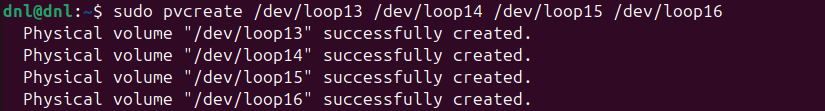 dnl@dnl:~$ sudo pvcreate /dev/loop13 /dev/loop14 /dev/loop15 /dev/loop16
  Physical volume "/dev/loop13" successfully created.
  Physical volume "/dev/loop14" successfully created.
  Physical volume "/dev/loop15" successfully created.
  Physical volume "/dev/loop16" successfully created.